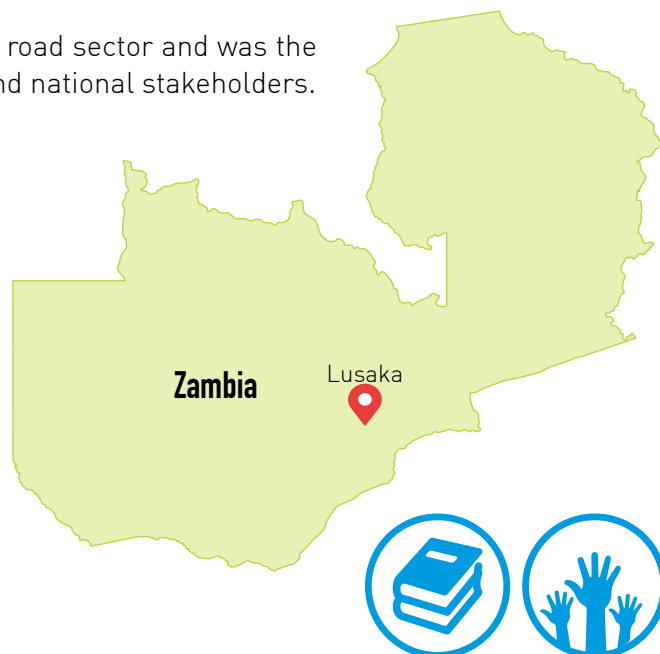 road sector and was the
nd national stakeholders.
Lusaka
Zambia